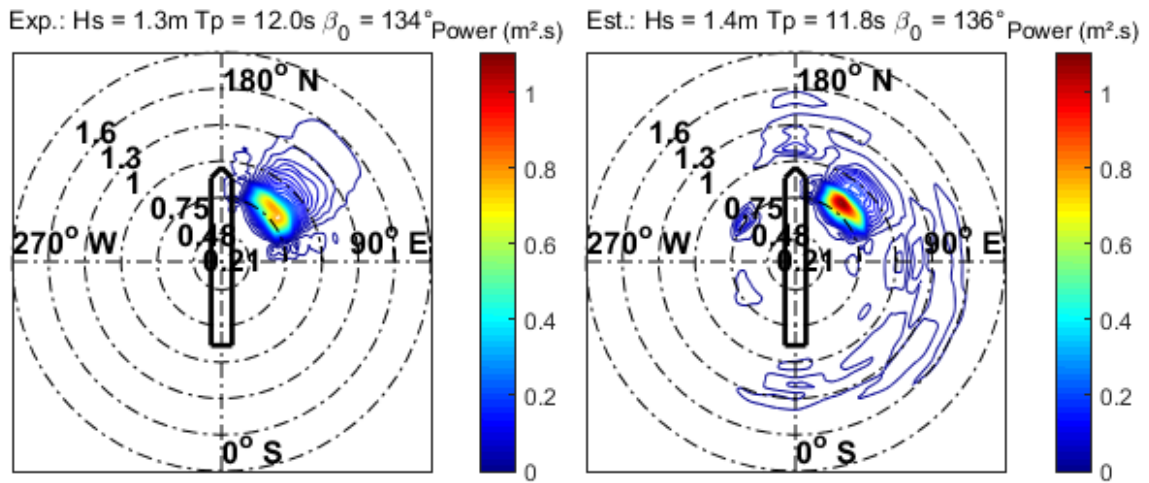 Exp.: Hs = 1.3m Tp = 12.0s β0 = 134° Power (m².s)
180° N
1.6
1.3
1
0.75
0.48
0.21
270° W
90° E
0° S
1
0.8
0.6
0.4
0.2
0
Est.: Hs = 1.4m Tp = 11.8s β0 = 136° Power (m².s)
180° N
1.6
1.3
1
0.75
0.48
0.21
270° W
90° E
0° S
1
0.8
0.6
0.4
0.2
0